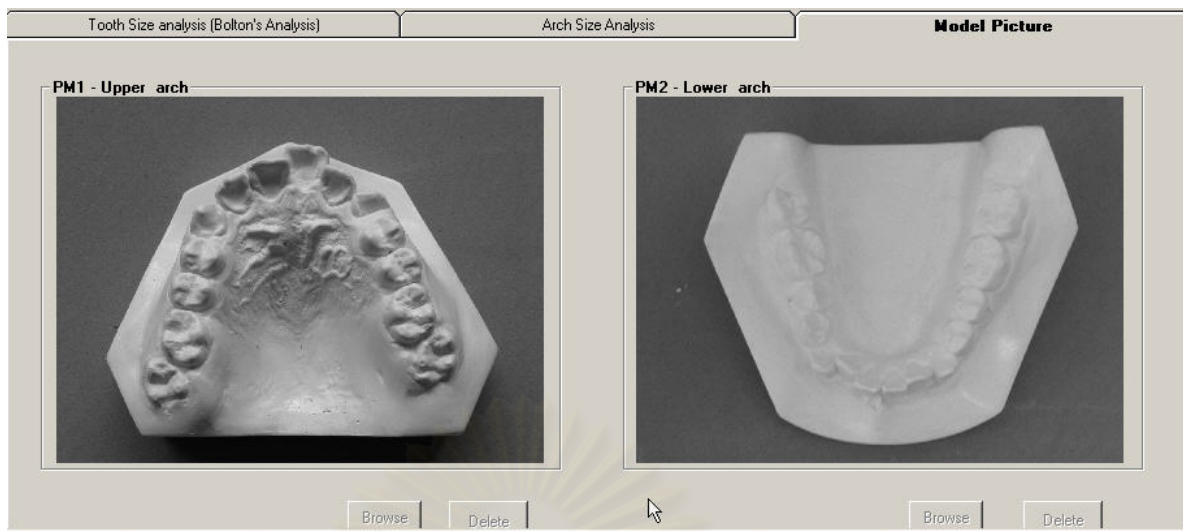 Tooth Size analysis (Bolton's Analysis)
Arch Size Analysis
Model Picture
PM1 - Upper arch
PM2 - Lower arch
Browse
Delete
Browse
Delete